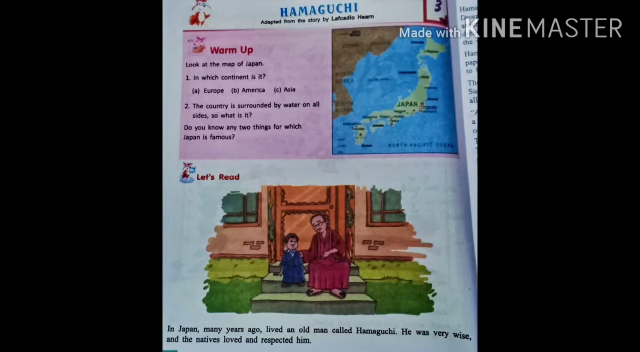 HAMAGUCHI
Adapted from the story by Lafcadio Hearn
3
Made with KINEMASTER
Warm Up
Look at the map of Japan.
1. In which continent is it?
(a) Europe (b) America (c) Asia
2. The country is surrounded by water on all
sides, so what is it?
Do you know any two things for which
Japan is famous?
JAPAN
NORTH PACIFIC OCEAN
Let's Read
In Japan, many years ago, lived an old man called Hamaguchi. He was very wise,
and the natives loved and respected him.